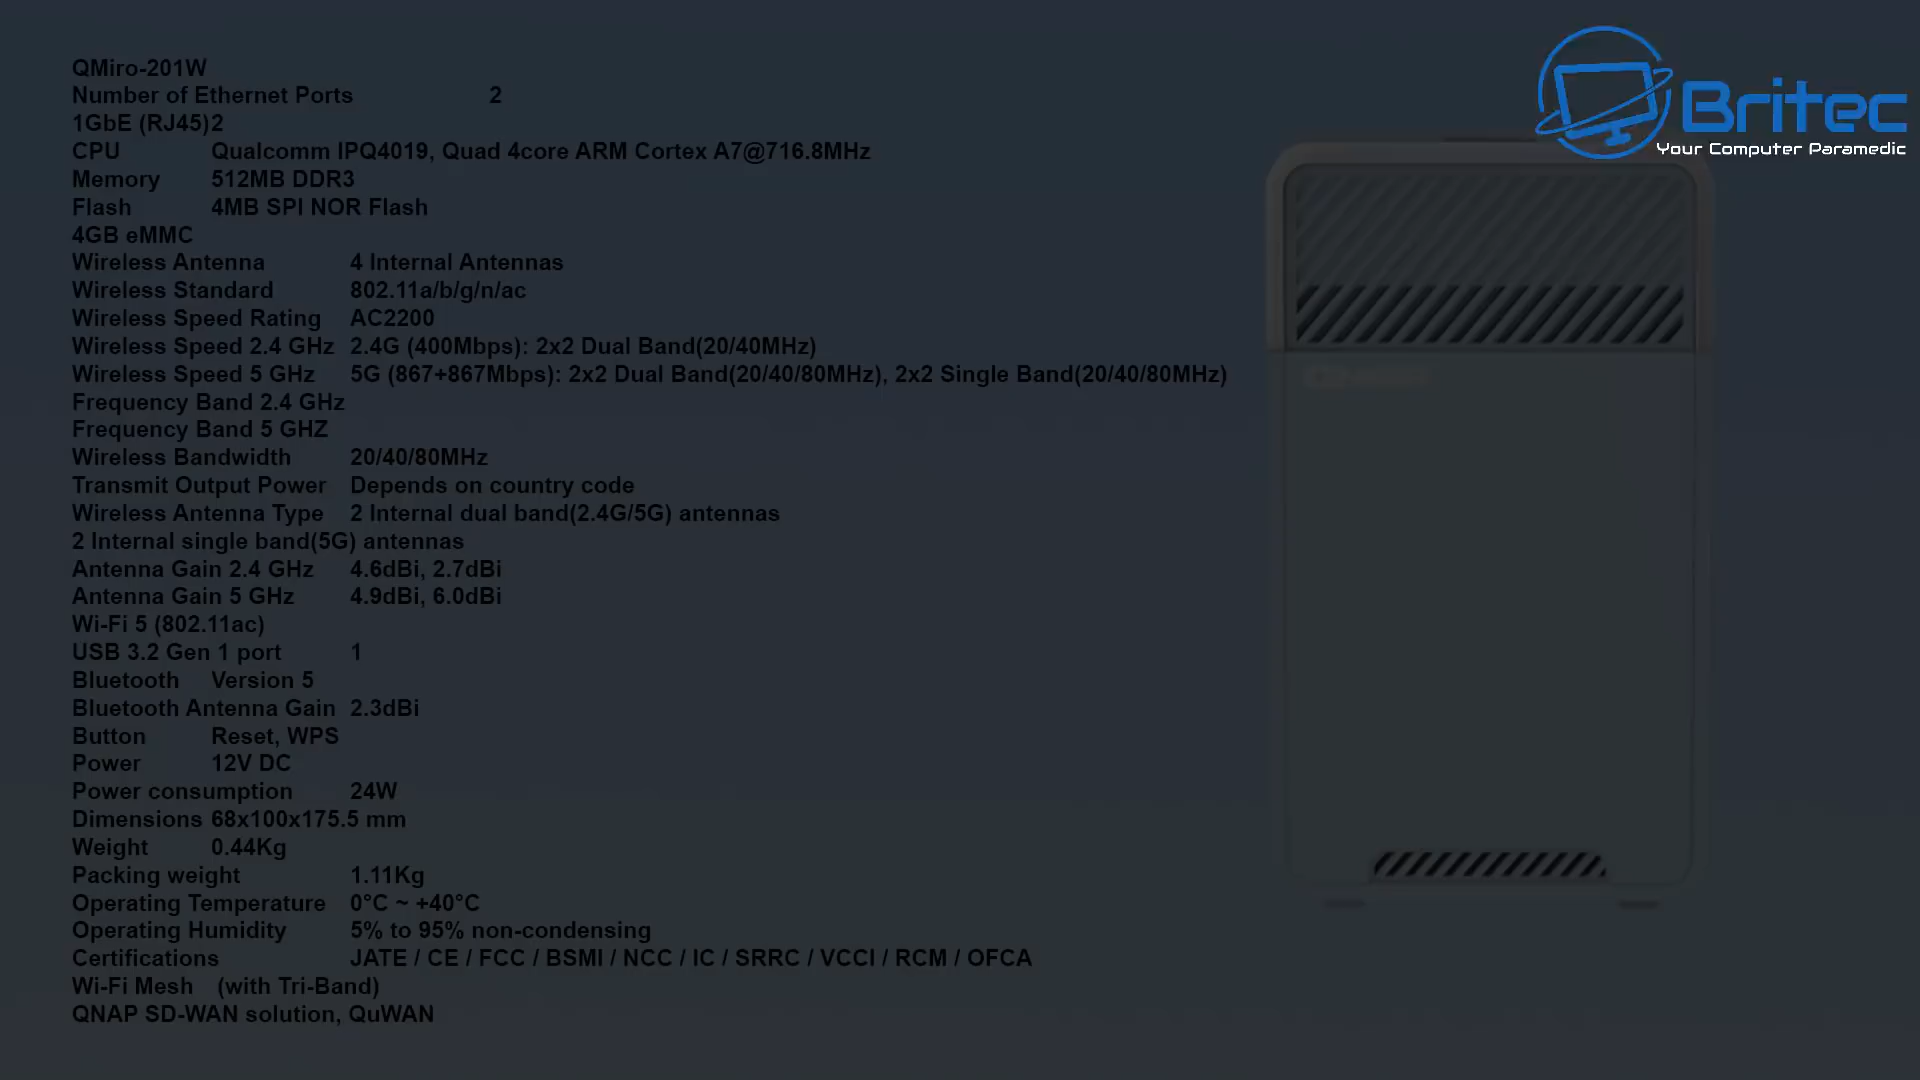 QMiro-201W
Number of Ethernet Ports 2
1GbE (RJ45)2
CPU Qualcomm IPQ4019, Quad 4core ARM Cortex A7@716.8MHz
Memory 512MB DDR3
Flash 4MB SPI NOR Flash
4GB eMMC
Wireless Antenna 4 Internal Antennas
Wireless Standard 802.11a/b/g/n/ac
Wireless Speed Rating AC2200
Wireless Speed 2.4 GHz 2.4G (400Mbps): 2x2 Dual Band(20/40MHz)
Wireless Speed 5 GHz 5G (867+867Mbps): 2x2 Dual Band(20/40/80MHz), 2x2 Single Band(20/40/80MHz)
Frequency Band 2.4 GHz
Frequency Band 5 GHZ
Wireless Bandwidth 20/40/80MHz
Transmit Output Power Depends on country code
Wireless Antenna Type 2 Internal dual band(2.4G/5G) antennas
2 Internal single band(5G) antennas
Antenna Gain 2.4 GHz 4.6dBi, 2.7dBi
Antenna Gain 5 GHz 4.9dBi, 6.0dBi
Wi-Fi 5 (802.11ac)
USB 3.2 Gen 1 port 1
Bluetooth Version 5
Bluetooth Antenna Gain 2.3dBi
Button Reset, WPS
Power 12V DC
Power consumption 24W
Dimensions 68x100x175.5 mm
Weight 0.44Kg
Packing weight 1.11Kg
Operating Temperature 0°C ~ +40°C
Operating Humidity 5% to 95% non-condensing
Certifications JATE / CE / FCC / BSMI / NCC / IC / SRRC / VCCI / RCM / OFCA
Wi-Fi Mesh (with Tri-Band)
QNAP SD-WAN solution, QuWAN
Britec
Your Computer Paramedic